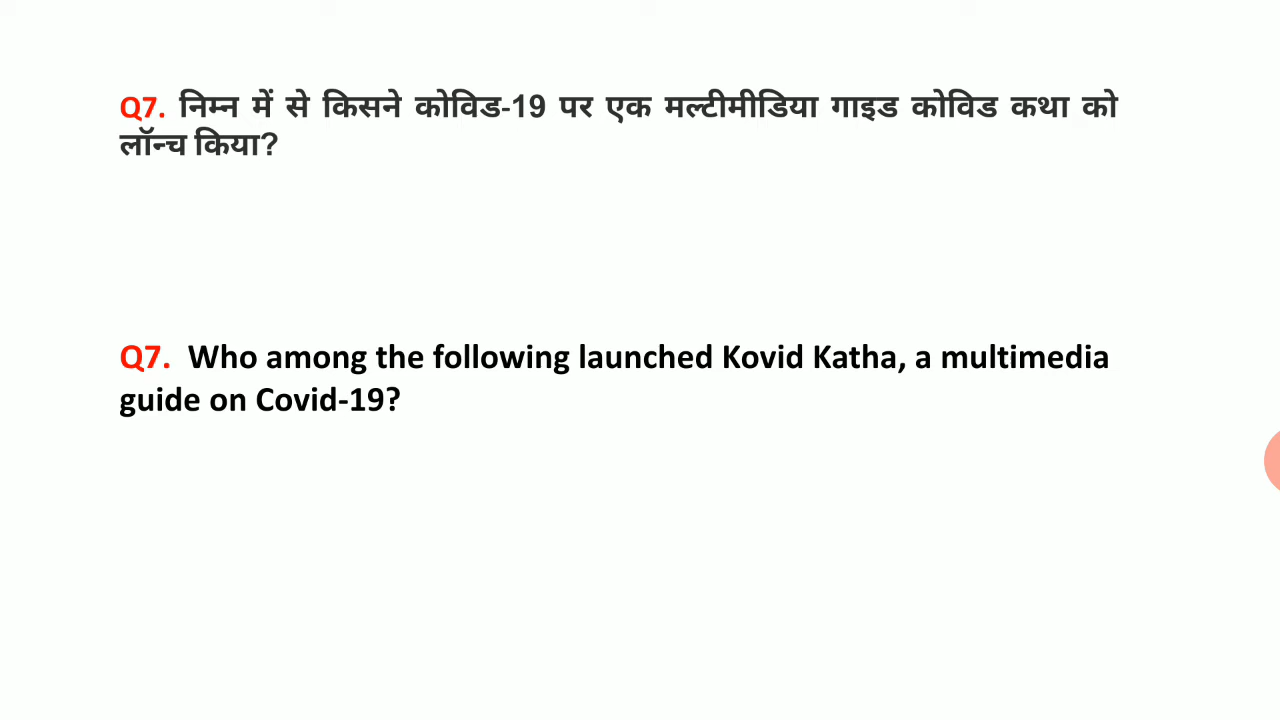 Q7. निम्न में से किसने कोविड-19 पर एक मल्टीमीडिया गाइड कोविड कथा को
लॉन्च किया?
Q7. Who among the following launched Kovid Katha, a multimedia
guide on Covid-19?